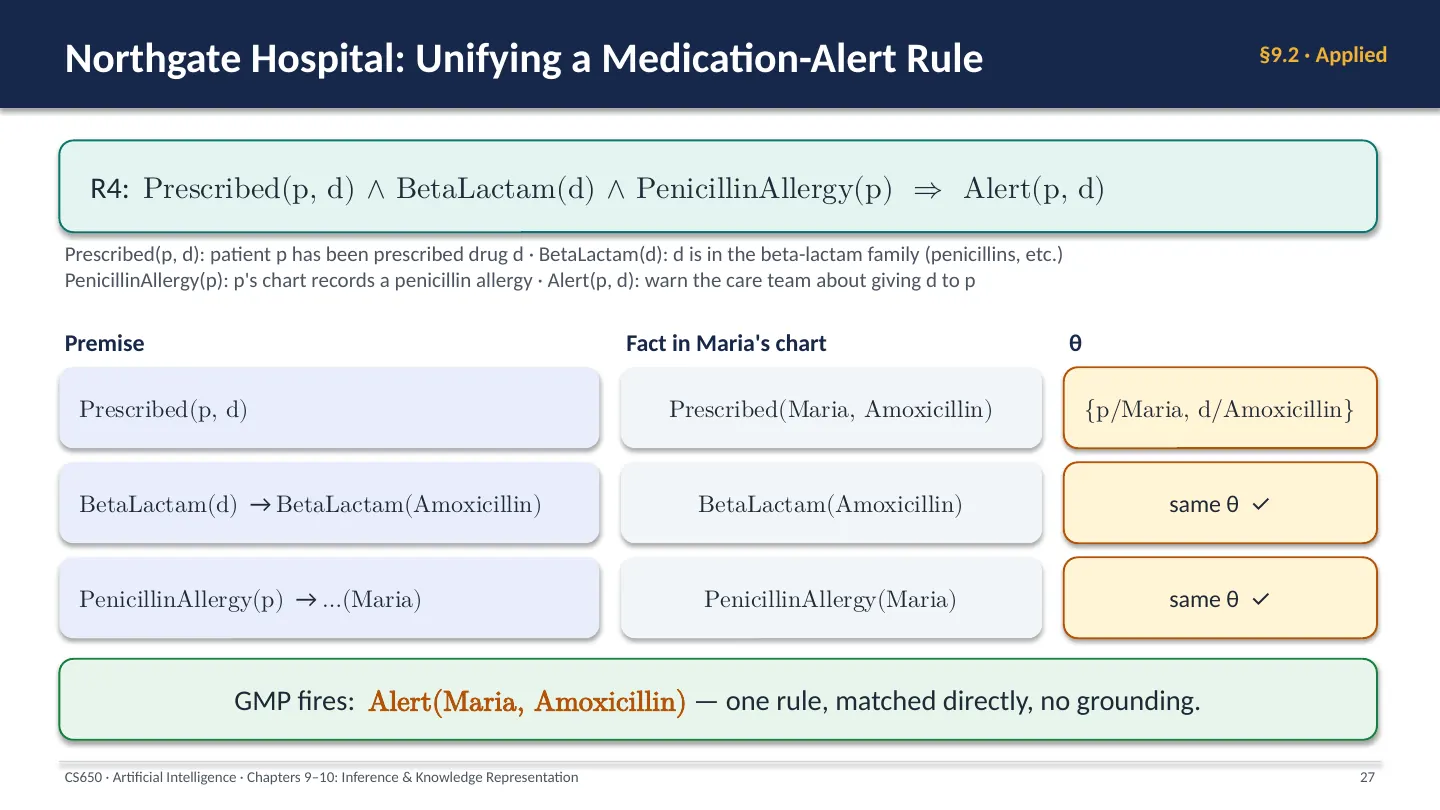 Northgate Hospital: Unifying a Medication-Alert Rule
§9.2 · Applied
R4: Prescribed(p, d) ∧ BetaLactam(d) ∧ PenicillinAllergy(p) ⇒ Alert(p, d)
Prescribed(p, d): patient p has been prescribed drug d · BetaLactam(d): d is in the beta-lactam family (penicillins, etc.)
PenicillinAllergy(p): p's chart records a penicillin allergy · Alert(p, d): warn the care team about giving d to p
Premise
Fact in Maria's chart
θ
Prescribed(p, d)
Prescribed(Maria, Amoxicillin)
{p/Maria, d/Amoxicillin}
BetaLactam(d) → BetaLactam(Amoxicillin)
BetaLactam(Amoxicillin)
same θ ✓
PenicillinAllergy(p) → ...(Maria)
PenicillinAllergy(Maria)
same θ ✓
GMP fires: Alert(Maria, Amoxicillin) — one rule, matched directly, no grounding.
CS650 · Artificial Intelligence · Chapters 9–10: Inference & Knowledge Representation
27